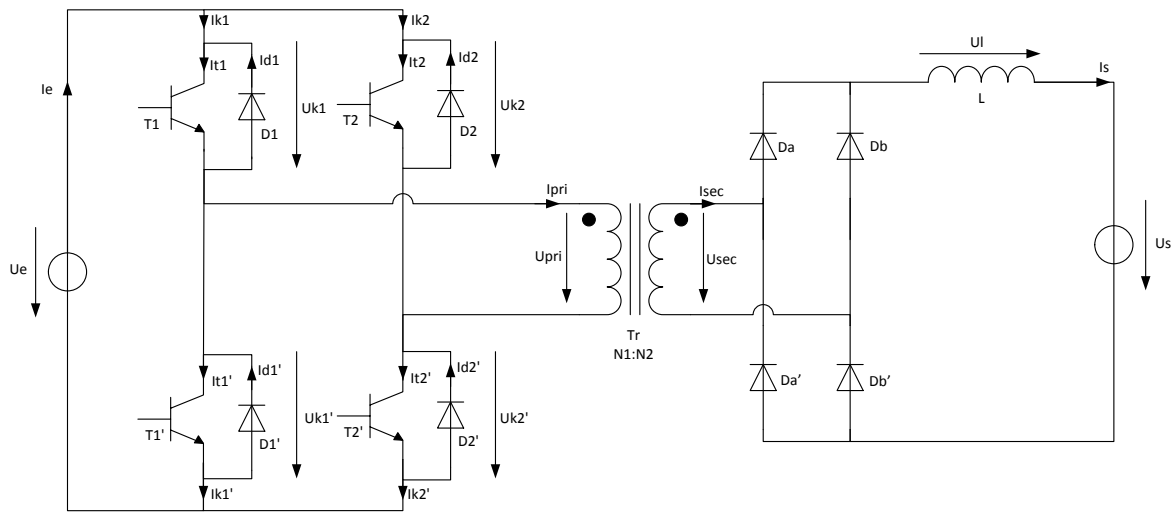 Ik1
Ik2
Ul
It1
Id1
It2
Id2
Is
Ie
Uk1
Uk2
L
T1
D1
T2
D2
Da
Db
Ipri
Isec
Ue
Upri
Usec
Us
Tr
N1:N2
It1'
Id1'
It2'
Id2'
Da’
Db’
Uk1'
Uk2'
T1'
D1'
T2'
D2'
Ik1'
Ik2'